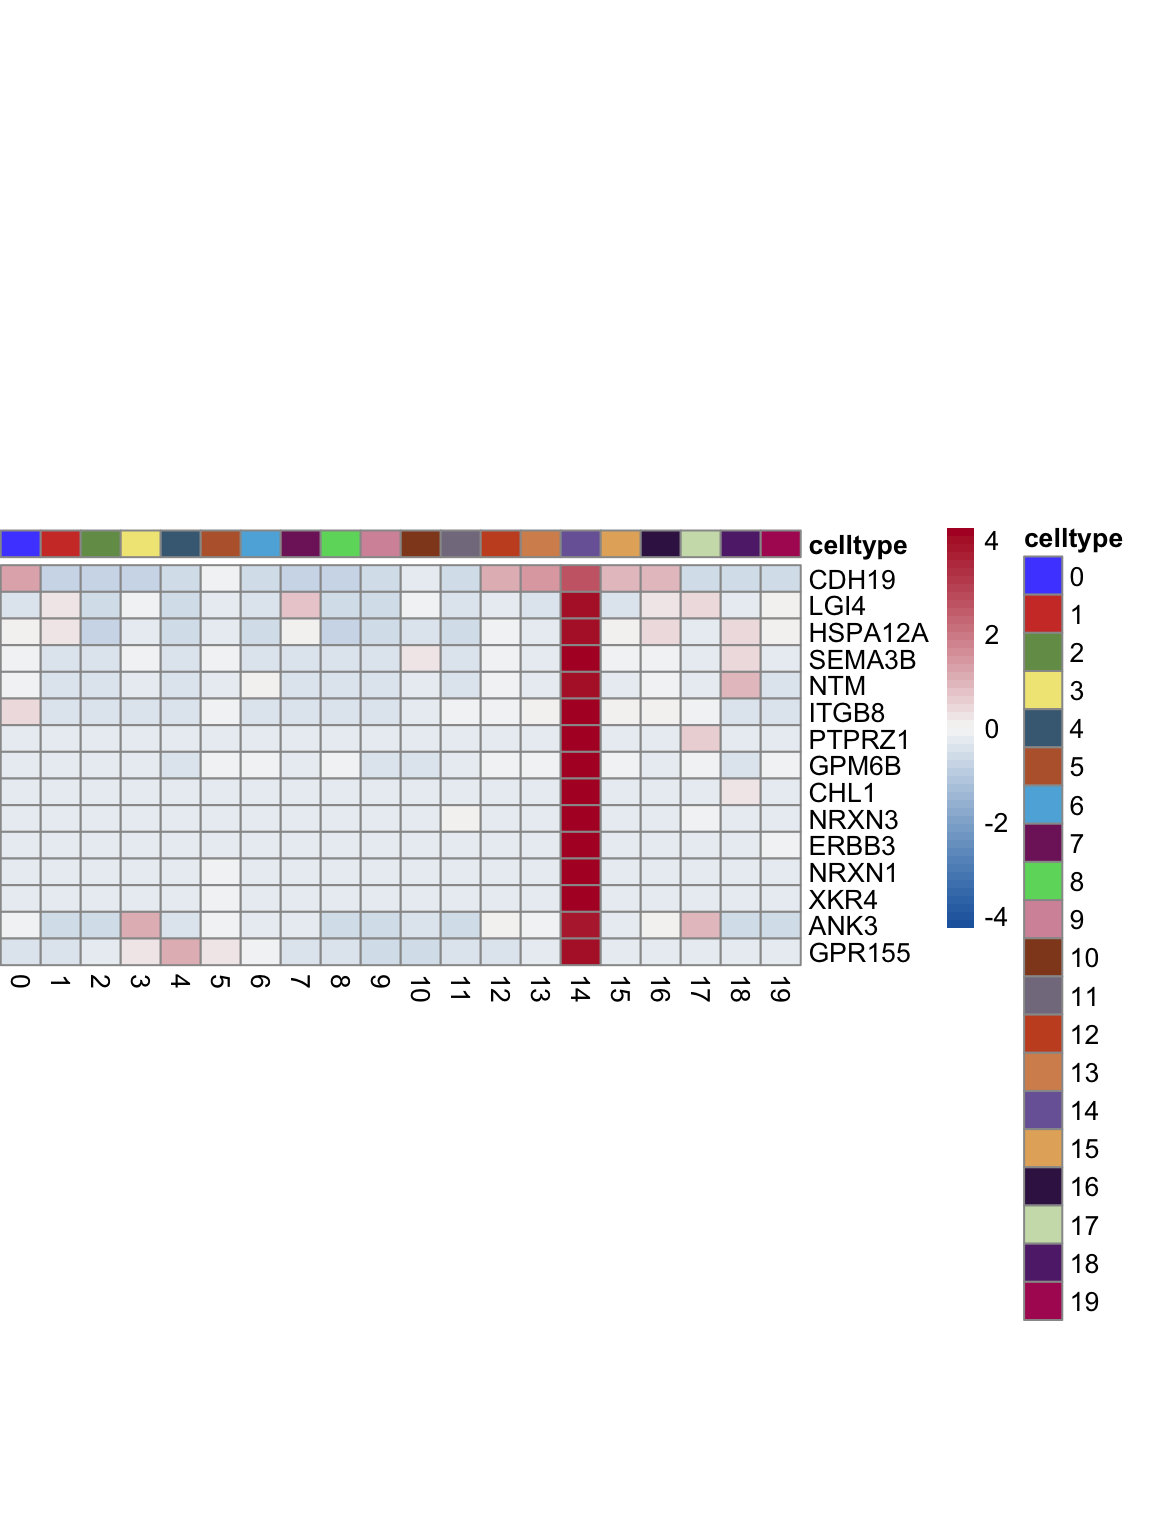 celltype
CDH19
LGI4
HSPA12A
SEMA3B
NTM
ITGB8
PTPRZ1
GPM6B
CHL1
NRXN3
ERBB3
NRXN1
XKR4
ANK3
GPR155
0 1 2 3 4 5 6 7 8 9 10 11 12 13 14 15 16 17 18 19
4
2
0
-2
-4
celltype
0
1
2
3
4
5
6
7
8
9
10
11
12
13
14
15
16
17
18
19